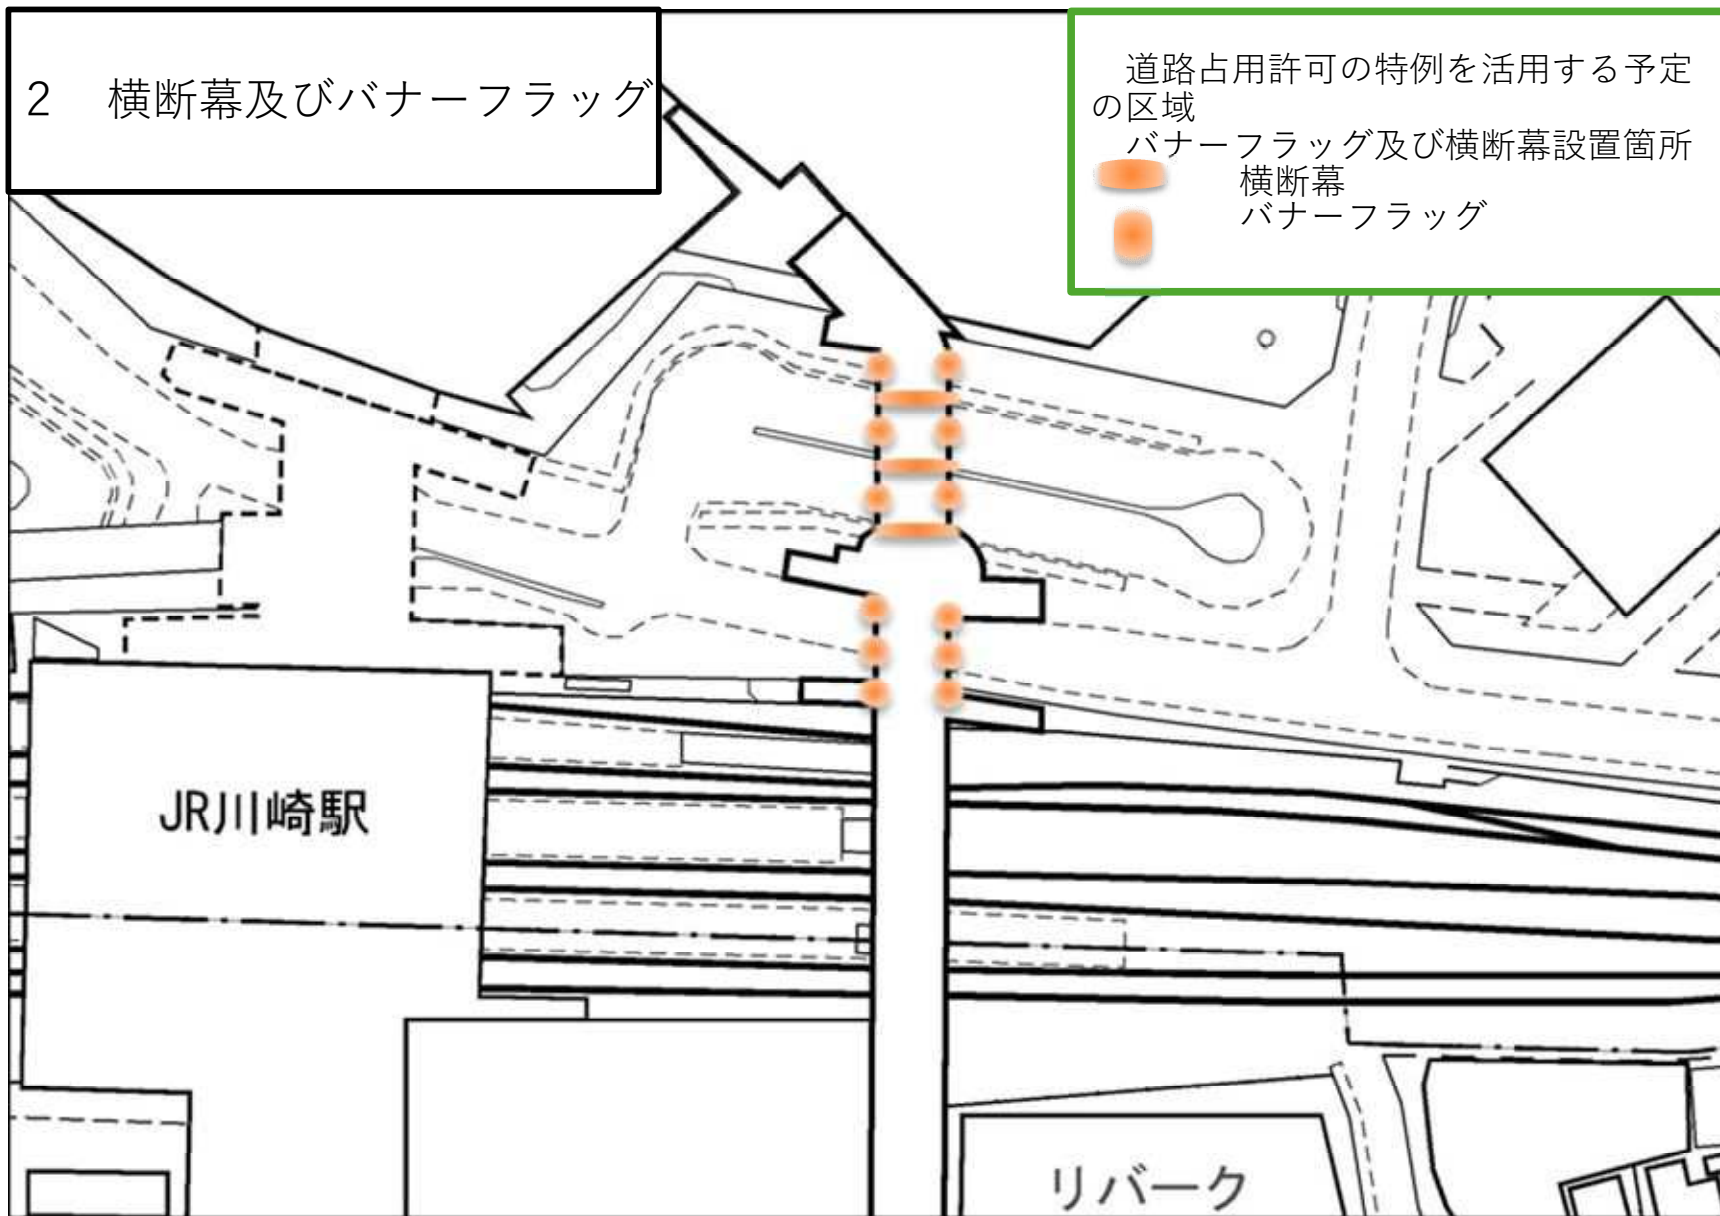 2　横断幕及びバナーフラッグ
道路占用許可の特例を活用する予定
の区域
バナーフラッグ及び横断幕設置箇所
横断幕
バナーフラッグ
JR川崎駅
リバーク